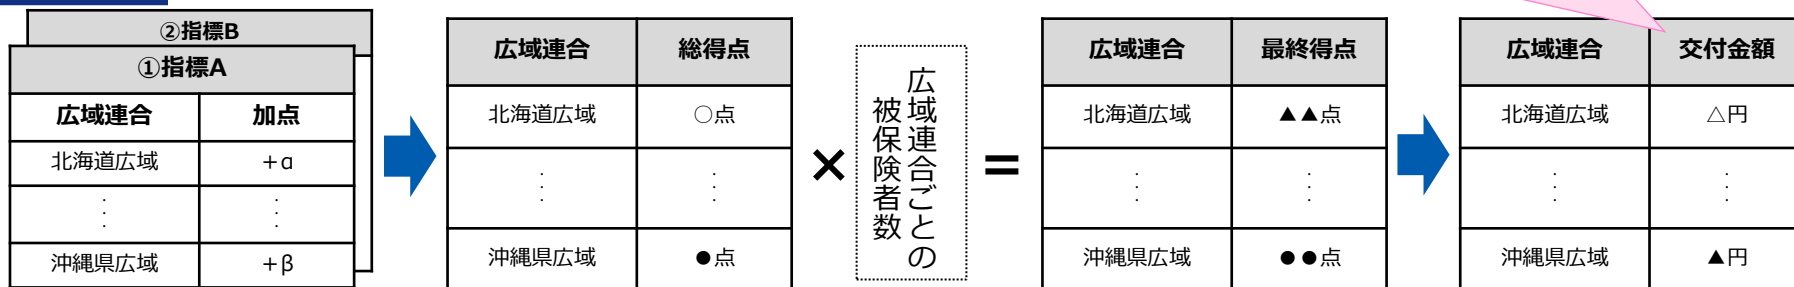 ②指標B
①指標A
広域連合 加点
北海道広域 +α
⋮ ⋮
沖縄県広域 +β
広域連合 総得点
北海道広域 ○点
⋮ ⋮
沖縄県広域 ●点
×
広域連合ごとの
被保険者数
=
広域連合 最終得点
北海道広域 ▲▲点
⋮ ⋮
沖縄県広域 ●●点
広域連合 交付金額
北海道広域 △円
⋮ ⋮
沖縄県広域 ▲円